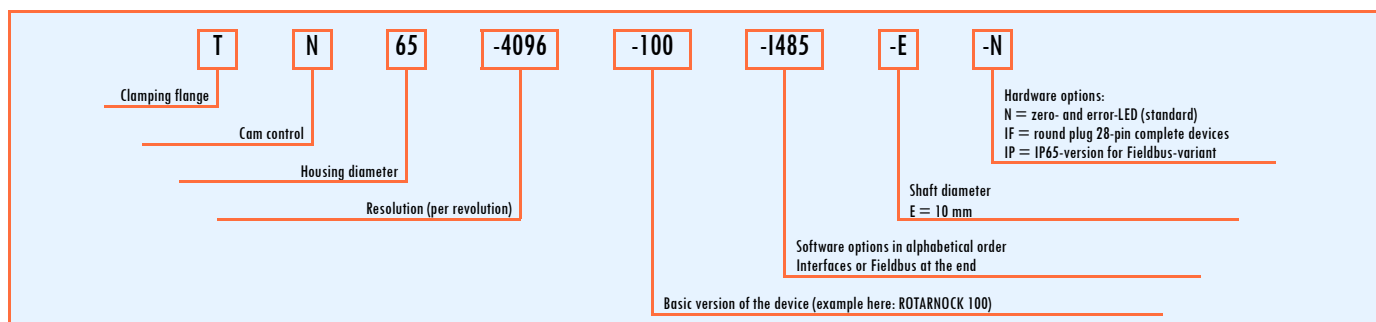 T N 65 -4096 -100 -I485 -E -N
Clamping flange
Cam control
Housing diameter
Resolution (per revolution)
Hardware options:
N = zero- and error-LED (standard)
IF = round plug 28-pin complete devices
IP = IP65-version for Fieldbus-variant
Shaft diameter
E = 10 mm
Software options in alphabetical order
Interfaces or Fieldbus at the end
Basic version of the device (example here: ROTARNOCK 100)